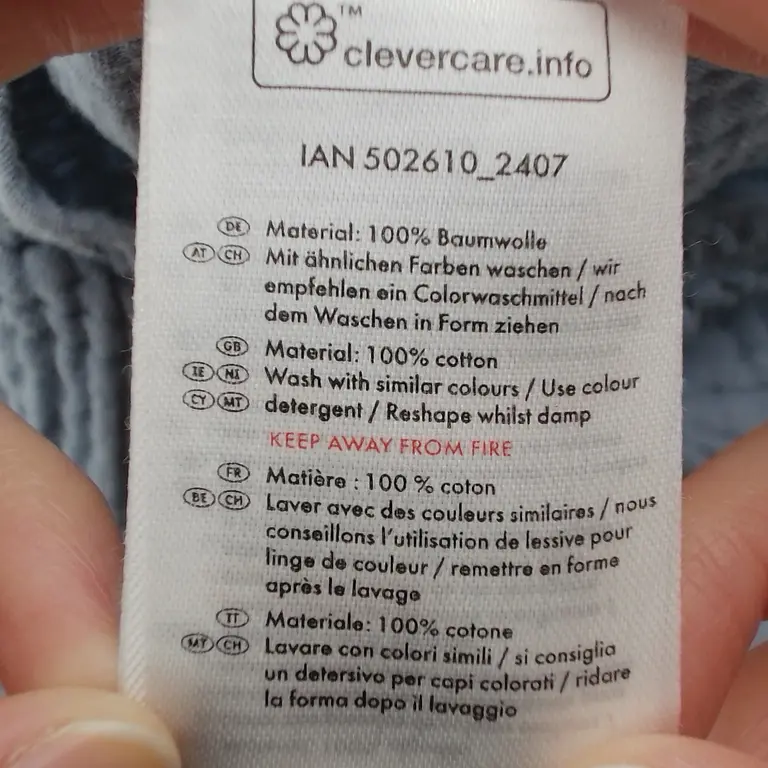 TM
clevercare.info
IAN 502610_2407
DE Material: 100% Baumwolle
AT CH Mit ähnlichen Farben waschen / wir
empfehlen ein Colorwaschmittel / nach
dem Waschen in Form ziehen
GB Material: 100% cotton
IE NI Wash with similar colours / Use colour
CY MT detergent / Reshape whilst damp
KEEP AWAY FROM FIRE
FR Matière : 100 % coton
BE CH Laver avec des couleurs similaires / nous
conseillons l'utilisation de lessive pour
linge de couleur / remettre en forme
après le lavage
IT Materiale: 100% cotone
MT CH Lavare con colori simili / si consiglia
un detersivo per capi colorati / ridare
la forma dopo il lavaggio